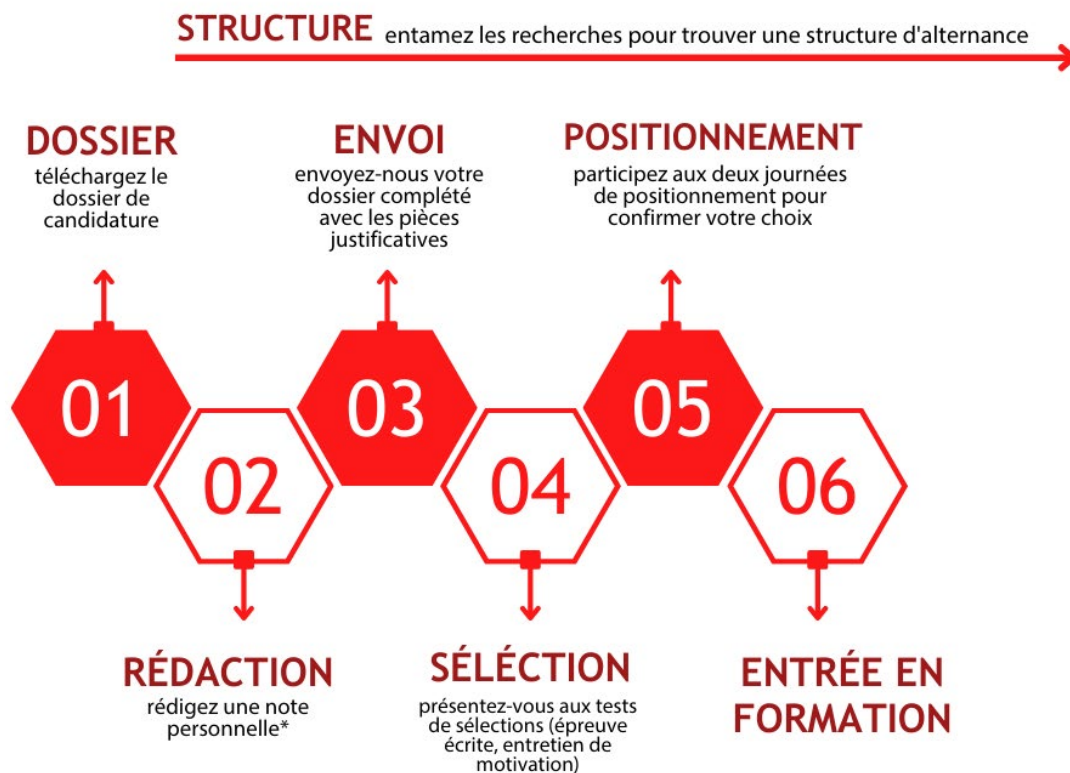 STRUCTURE entamez les recherches pour trouver une structure d'alternance
DOSSIER
téléchargez le
dossier de
candidature
ENVOI
envoyez-nous votre
dossier complété
avec les pièces
justificatives
POSITIONNEMENT
participez aux deux journées
de positionnement pour
confirmer votre choix
01
02
03
04
05
06
RÉDACTION
rédigez une note
personnelle*
SÉLÉCTION
présentez-vous aux tests
de sélections (épreuve
écrite, entretien de
motivation)
ENTRÉE EN
FORMATION